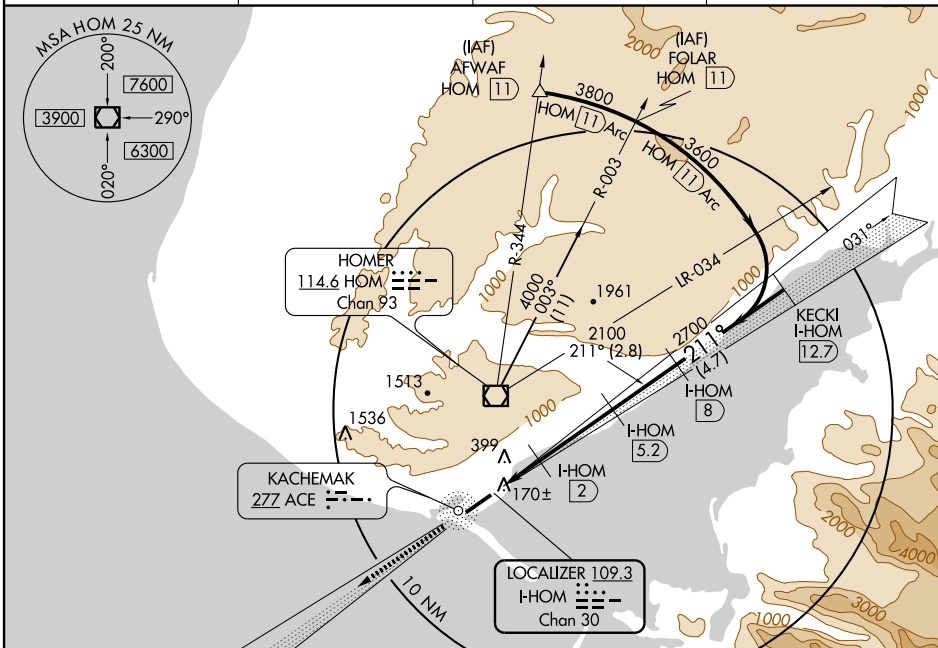 MSA HOM 25 NM
200°
7600
3900
290°
6300
020°
(IAF)
AFWAF
HOM 11
(IAF)
FOLAR
HOM 11
2000
1000
3800
HOM 11 Arc
3600
HOM 11 Arc
R-003
R-344
LR-034
031°
HOMER
114.6 HOM
Chan 93
1000
4000
003°
(11)
1961
1000
2100
211° (2.8)
2700
211°
(4.7)
KECKI
I-HOM
12.7
I-HOM
8
1513
1000
1536
I-HOM
5.2
399
I-HOM
2
KACHEMAK
277 ACE
170±
LOCALIZER 109.3
I-HOM
Chan 30
10 NM
2000
4000
3000
1000